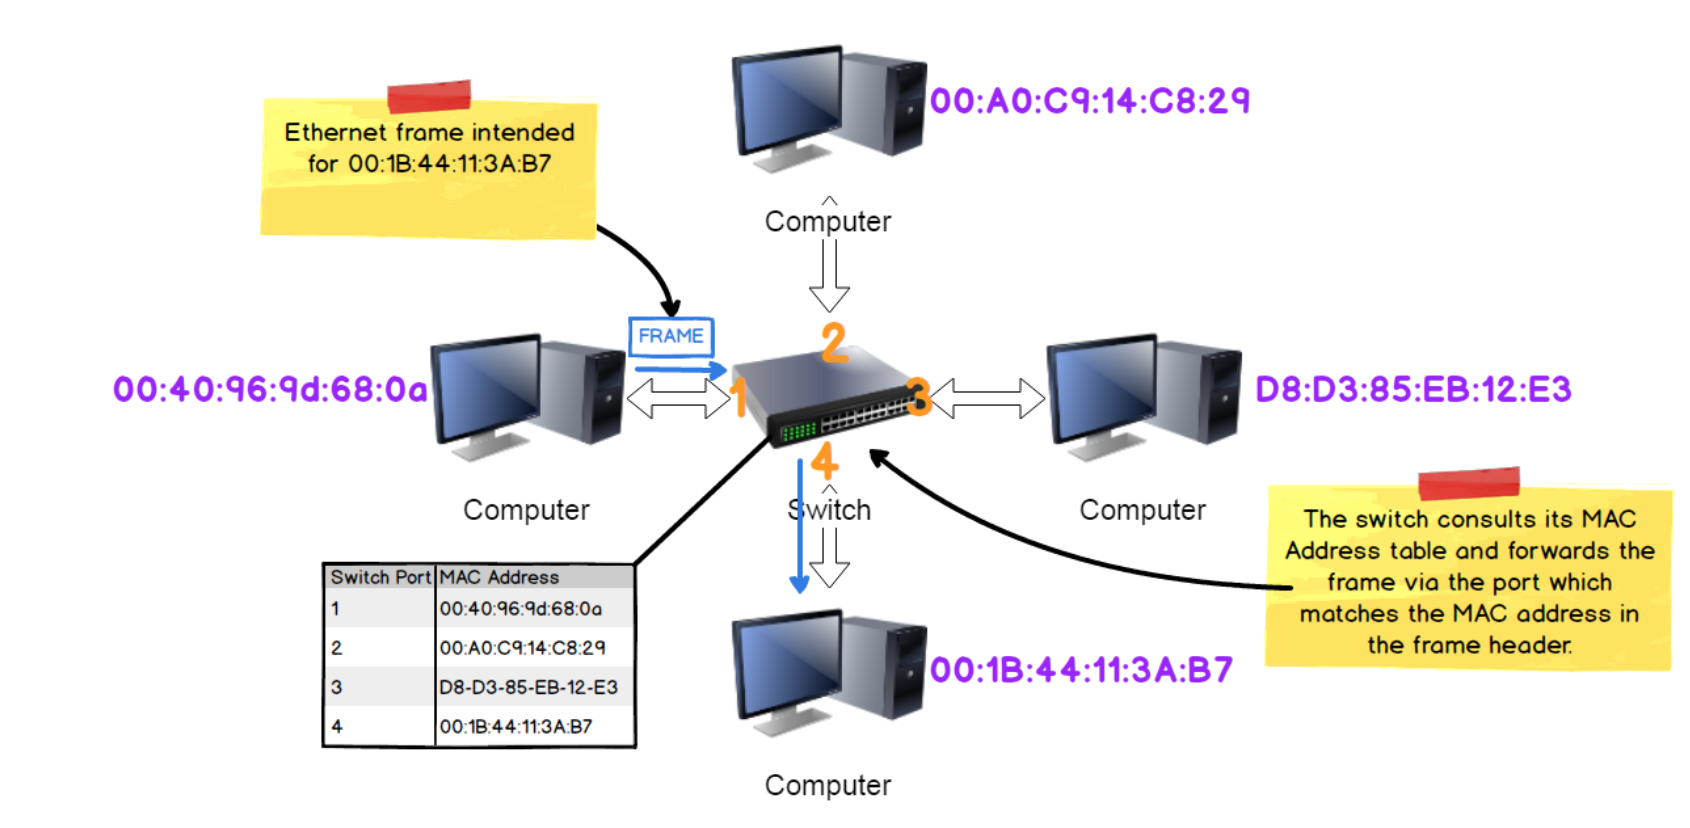 00:A0:C9:14:C8:29
Ethernet frame intended
for 00:1B:44:11:3A:B7
Computer
FRAME
2
00:40:96:9d:68:0a
1
3
D8:D3:85:EB:12:E3
4
Computer
Switch
Computer
The switch consults its MAC
Address table and forwards the
frame via the port which
matches the MAC address in
the frame header.
Switch Port MAC Address
1 00:40:96:9d:68:0a
2 00:A0:C9:14:C8:29
3 D8-D3-85-EB-12-E3
4 00:1B:44:11:3A:B7
00:1B:44:11:3A:B7
Computer